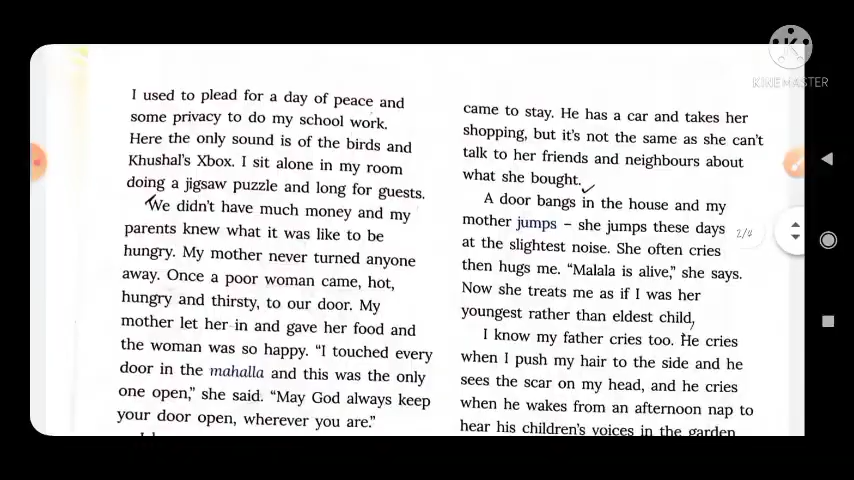 KINEMASTER
I used to plead for a day of peace and
some privacy to do my school work.
Here the only sound is of the birds and
Khushal's Xbox. I sit alone in my room
doing a jigsaw puzzle and long for guests.
We didn't have much money and my
parents knew what it was like to be
hungry. My mother never turned anyone
away. Once a poor woman came, hot,
hungry and thirsty, to our door. My
mother let her in and gave her food and
the woman was so happy. "I touched every
door in the mahalla and this was the only
one open," she said. "May God always keep
your door open, wherever you are."
came to stay. He has a car and takes her
shopping, but it's not the same as she can't
talk to her friends and neighbours about
what she bought.
A door bangs in the house and my
mother jumps – she jumps these days
at the slightest noise. She often cries
then hugs me. "Malala is alive," she says.
Now she treats me as if I was her
youngest rather than eldest child,
I know my father cries too. He cries
when I push my hair to the side and he
sees the scar on my head, and he cries
when he wakes from an afternoon nap to
hear his children's voices in the garden
2/4